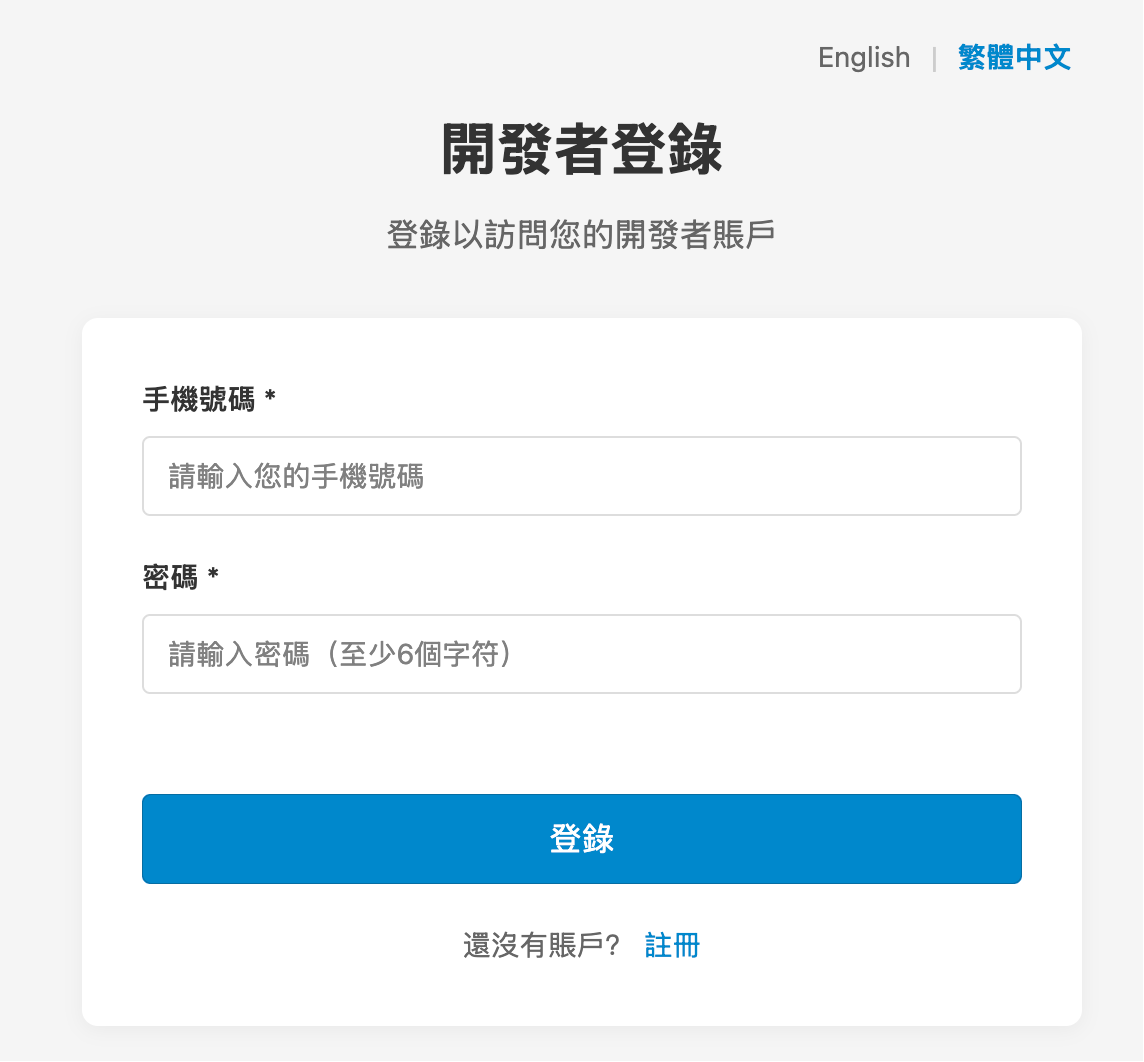 English | 繁體中文
開發者登錄
登錄以訪問您的開發者賬戶
手機號碼 *
請輸入您的手機號碼
密碼 *
請輸入密碼（至少6個字符）
登錄
還沒有賬戶? 註冊